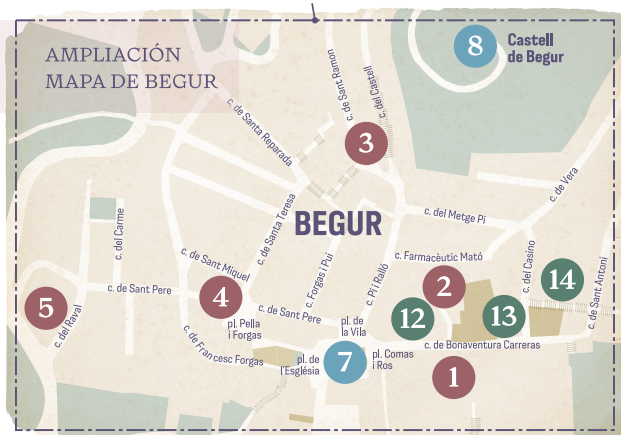 AMPLIACIÓN
MAPA DE BEGUR
8
Castell
de Begur
c. de Sant Ramon
c. del Castell
3
c. de Santa Reparada
c. de Vera
BEGUR
c. del Metge Pi
c. del Carme
c. de Santa Teresa
c. Forgas i Puí
c. Pi i Ralló
c. Farmacèutic Mató
c. del Casino
c. de Sant Antoni
c. de Sant Miquel
2
14
c. de Sant Pere
4
5
c. del Raval
c. de Sant Pere
12
13
pl. Pella
i Forgas
pl. de
la Vila
c. de Francesc Forgas
c. de Bonaventura Carreras
pl. de
l'Església
7
pl. Comas
i Ros
1